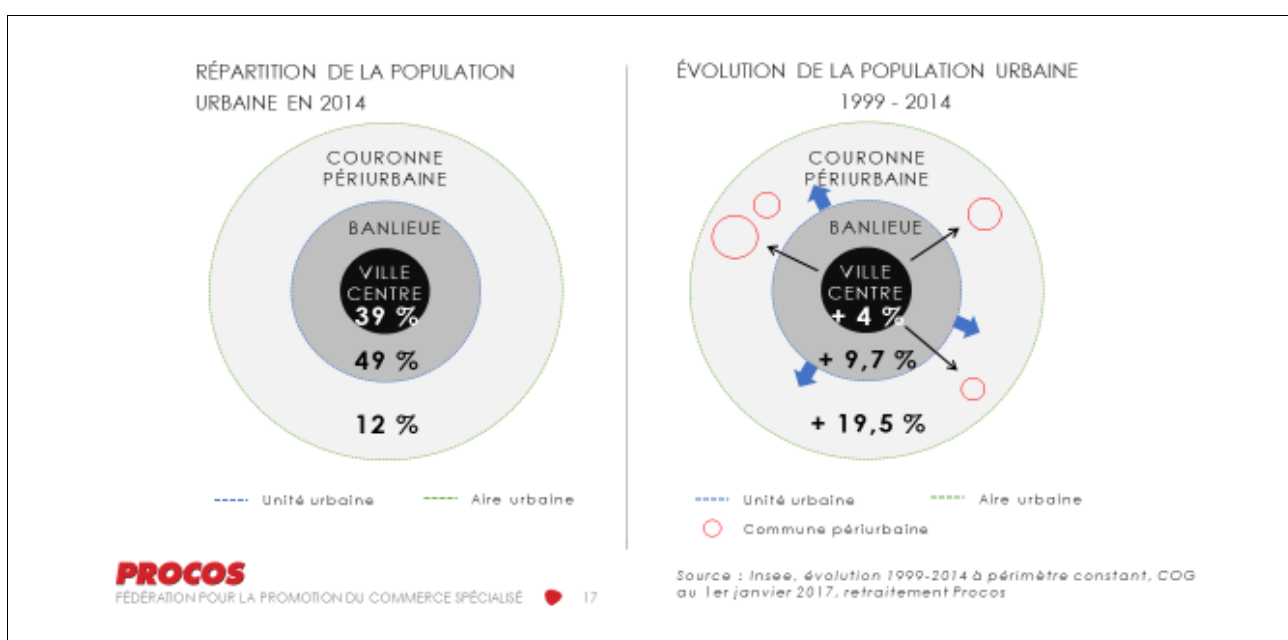 RÉPARTITION DE LA POPULATION
URBAINE EN 2014
COURONNE
PÉRIURBAINE
BANLIEUE
VILLE
CENTRE
39 %
49 %
12 %
Unité urbaine
Aire urbaine
ÉVOLUTION DE LA POPULATION URBAINE
1999 - 2014
COURONNE
PÉRIURBAINE
BANLIEUE
VILLE
CENTRE
+ 4 %
+ 9,7 %
+ 19,5 %
Unité urbaine
Aire urbaine
Commune périurbaine
PROCOS
FÉDÉRATION POUR LA PROMOTION DU COMMERCE SPÉCIALISÉ
17
Source : Insee, évolution 1999-2014 à périmètre constant, COG
au 1er janvier 2017, retraitement Procos